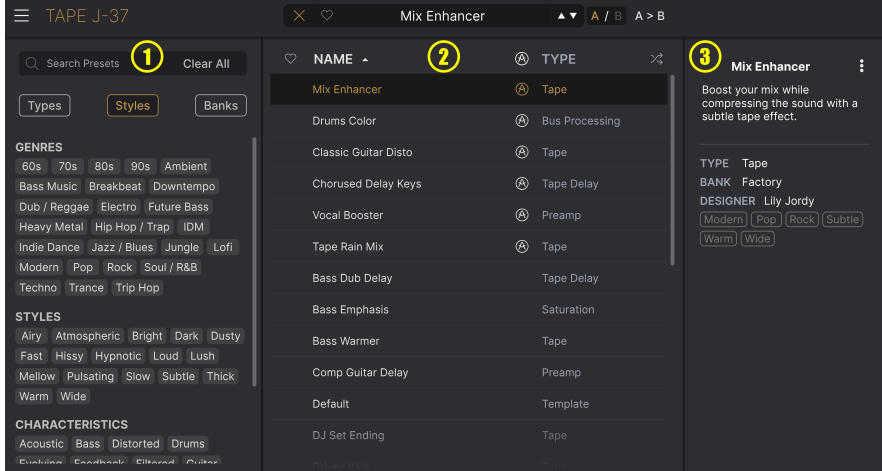 TAPE J-37
Mix Enhancer
A / B
A > B
1
Search Presets
Clear All
Types
Styles
Banks
GENRES
60s 70s 80s 90s Ambient
Bass Music Breakbeat Downtempo
Dub / Reggae Electro Future Bass
Heavy Metal Hip Hop / Trap IDM
Indie Dance Jazz / Blues Jungle Lofi
Modern Pop Rock Soul / R&B
Techno Trance Trip Hop
STYLES
Airy Atmospheric Bright Dark Dusty
Fast Hissy Hypnotic Loud Lush
Mellow Pulsating Slow Subtle Thick
Warm Wide
CHARACTERISTICS
Acoustic Bass Distorted Drums
Evolving Feedback Filtered Guitar
2
NAME TYPE
Mix Enhancer Tape
Drums Color Bus Processing
Classic Guitar Disto Tape
Chorused Delay Keys Tape Delay
Vocal Booster Preamp
Tape Rain Mix Tape
Bass Dub Delay Tape Delay
Bass Emphasis Saturation
Bass Warmer Tape
Comp Guitar Delay Preamp
Default Template
DJ Set Ending Tape
3
Mix Enhancer
Boost your mix while
compressing the sound with a
subtle tape effect.
TYPE Tape
BANK Factory
DESIGNER Lily Jordy
Modern Pop Rock Subtle
Warm Wide